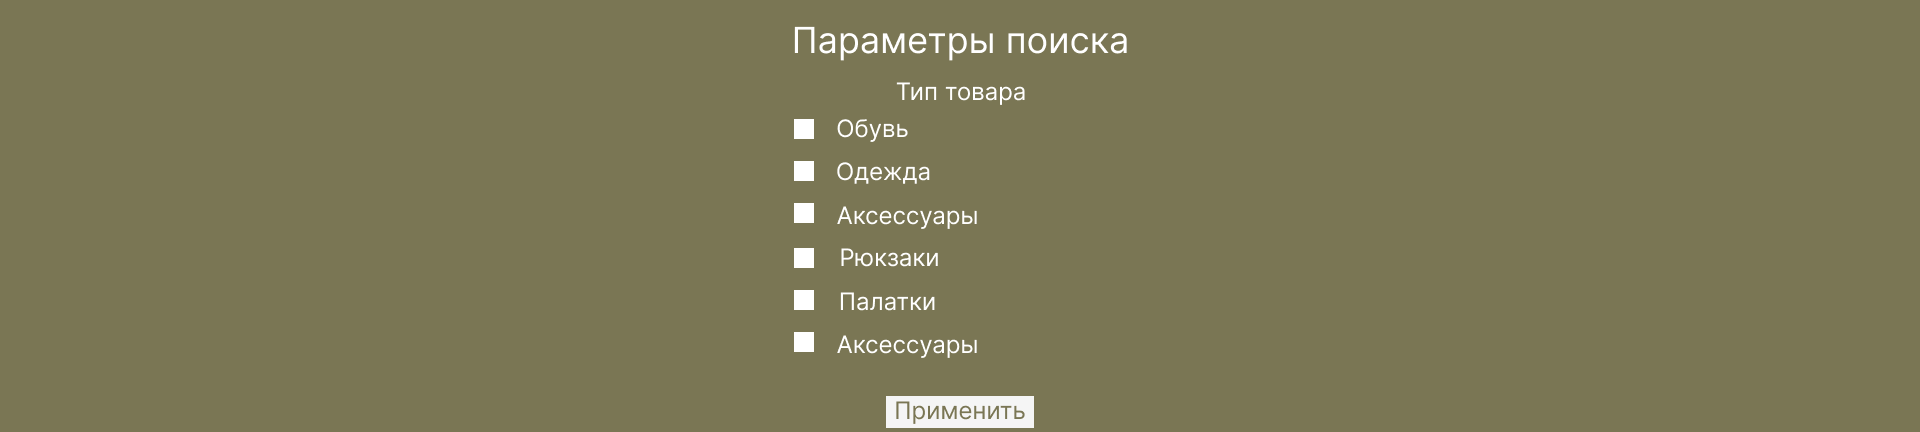 Параметры поиска
Тип товара
Обувь
Одежда
Аксессуары
Рюкзаки
Палатки
Аксессуары
Применить